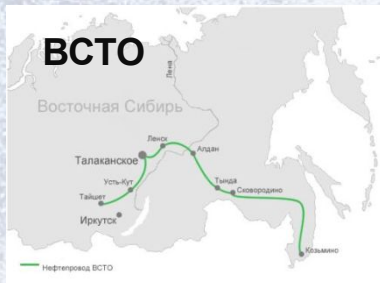 ВСТО
Лена
Восточная Сибирь
Ленск
Талаканское
Алдан
Усть-Кут
Тында
Сковородино
Тайшет
Иркутск
Козьмино
Нефтепровод ВСТО